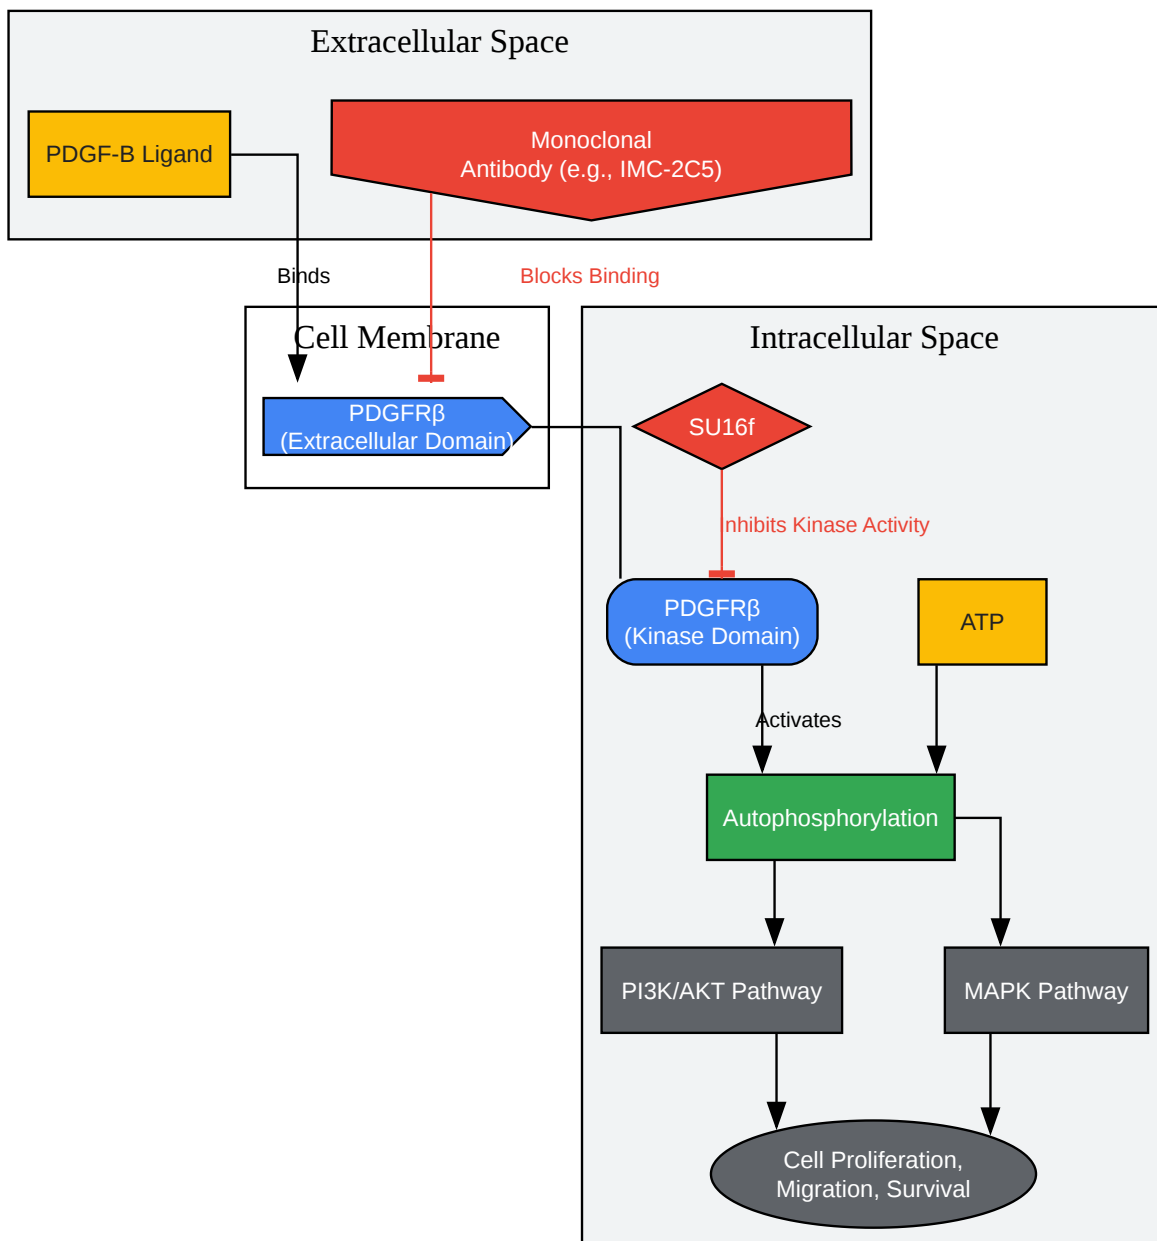 Extracellular Space
PDGF-B Ligand
Monoclonal
Antibody (e.g., IMC-2C5)
Binds
Blocks Binding
Cell Membrane
Intracellular Space
PDGFRβ
(Extracellular Domain)
SU16f
Inhibits Kinase Activity
PDGFRβ
(Kinase Domain)
ATP
Activates
Autophosphorylation
PI3K/AKT Pathway
MAPK Pathway
Cell Proliferation,
Migration, Survival